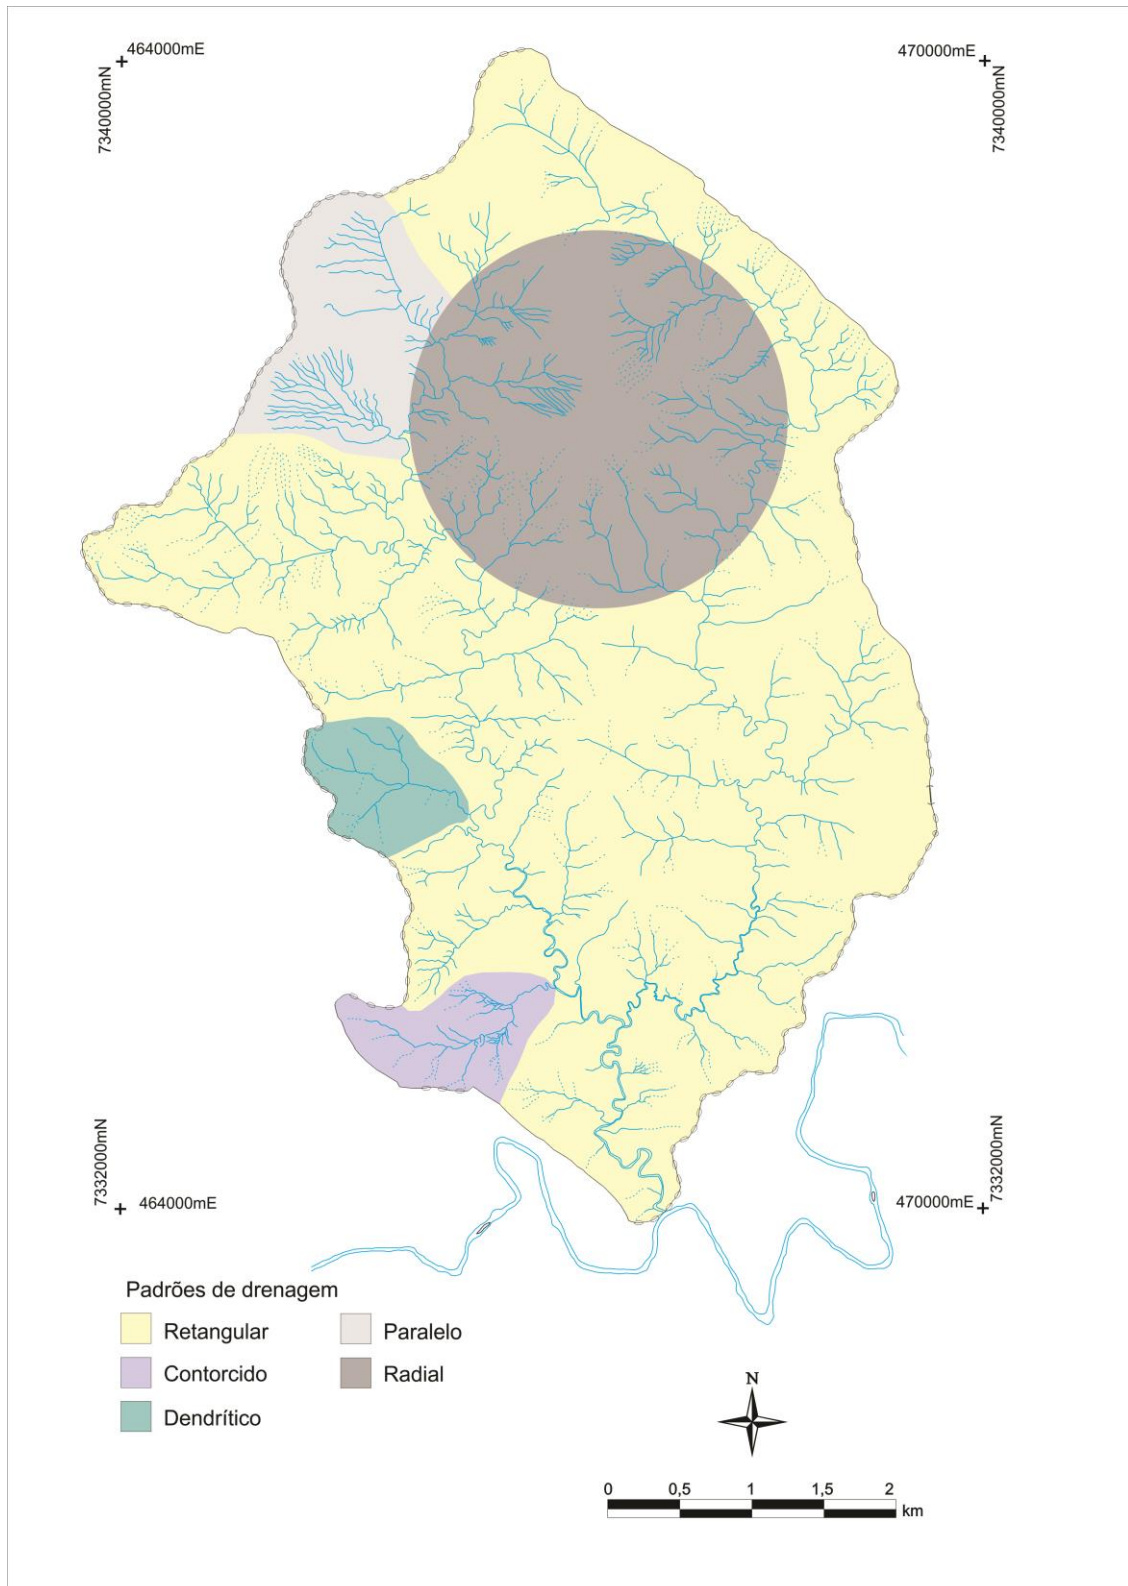 464000mE
470000mE
7340000mN
7340000mN
7332000mN
7332000mN
464000mE
470000mE
Padrões de drenagem
Retangular
Paralelo
Contorcido
Radial
Dendrítico
N
0 0,5 1 1,5 2
km